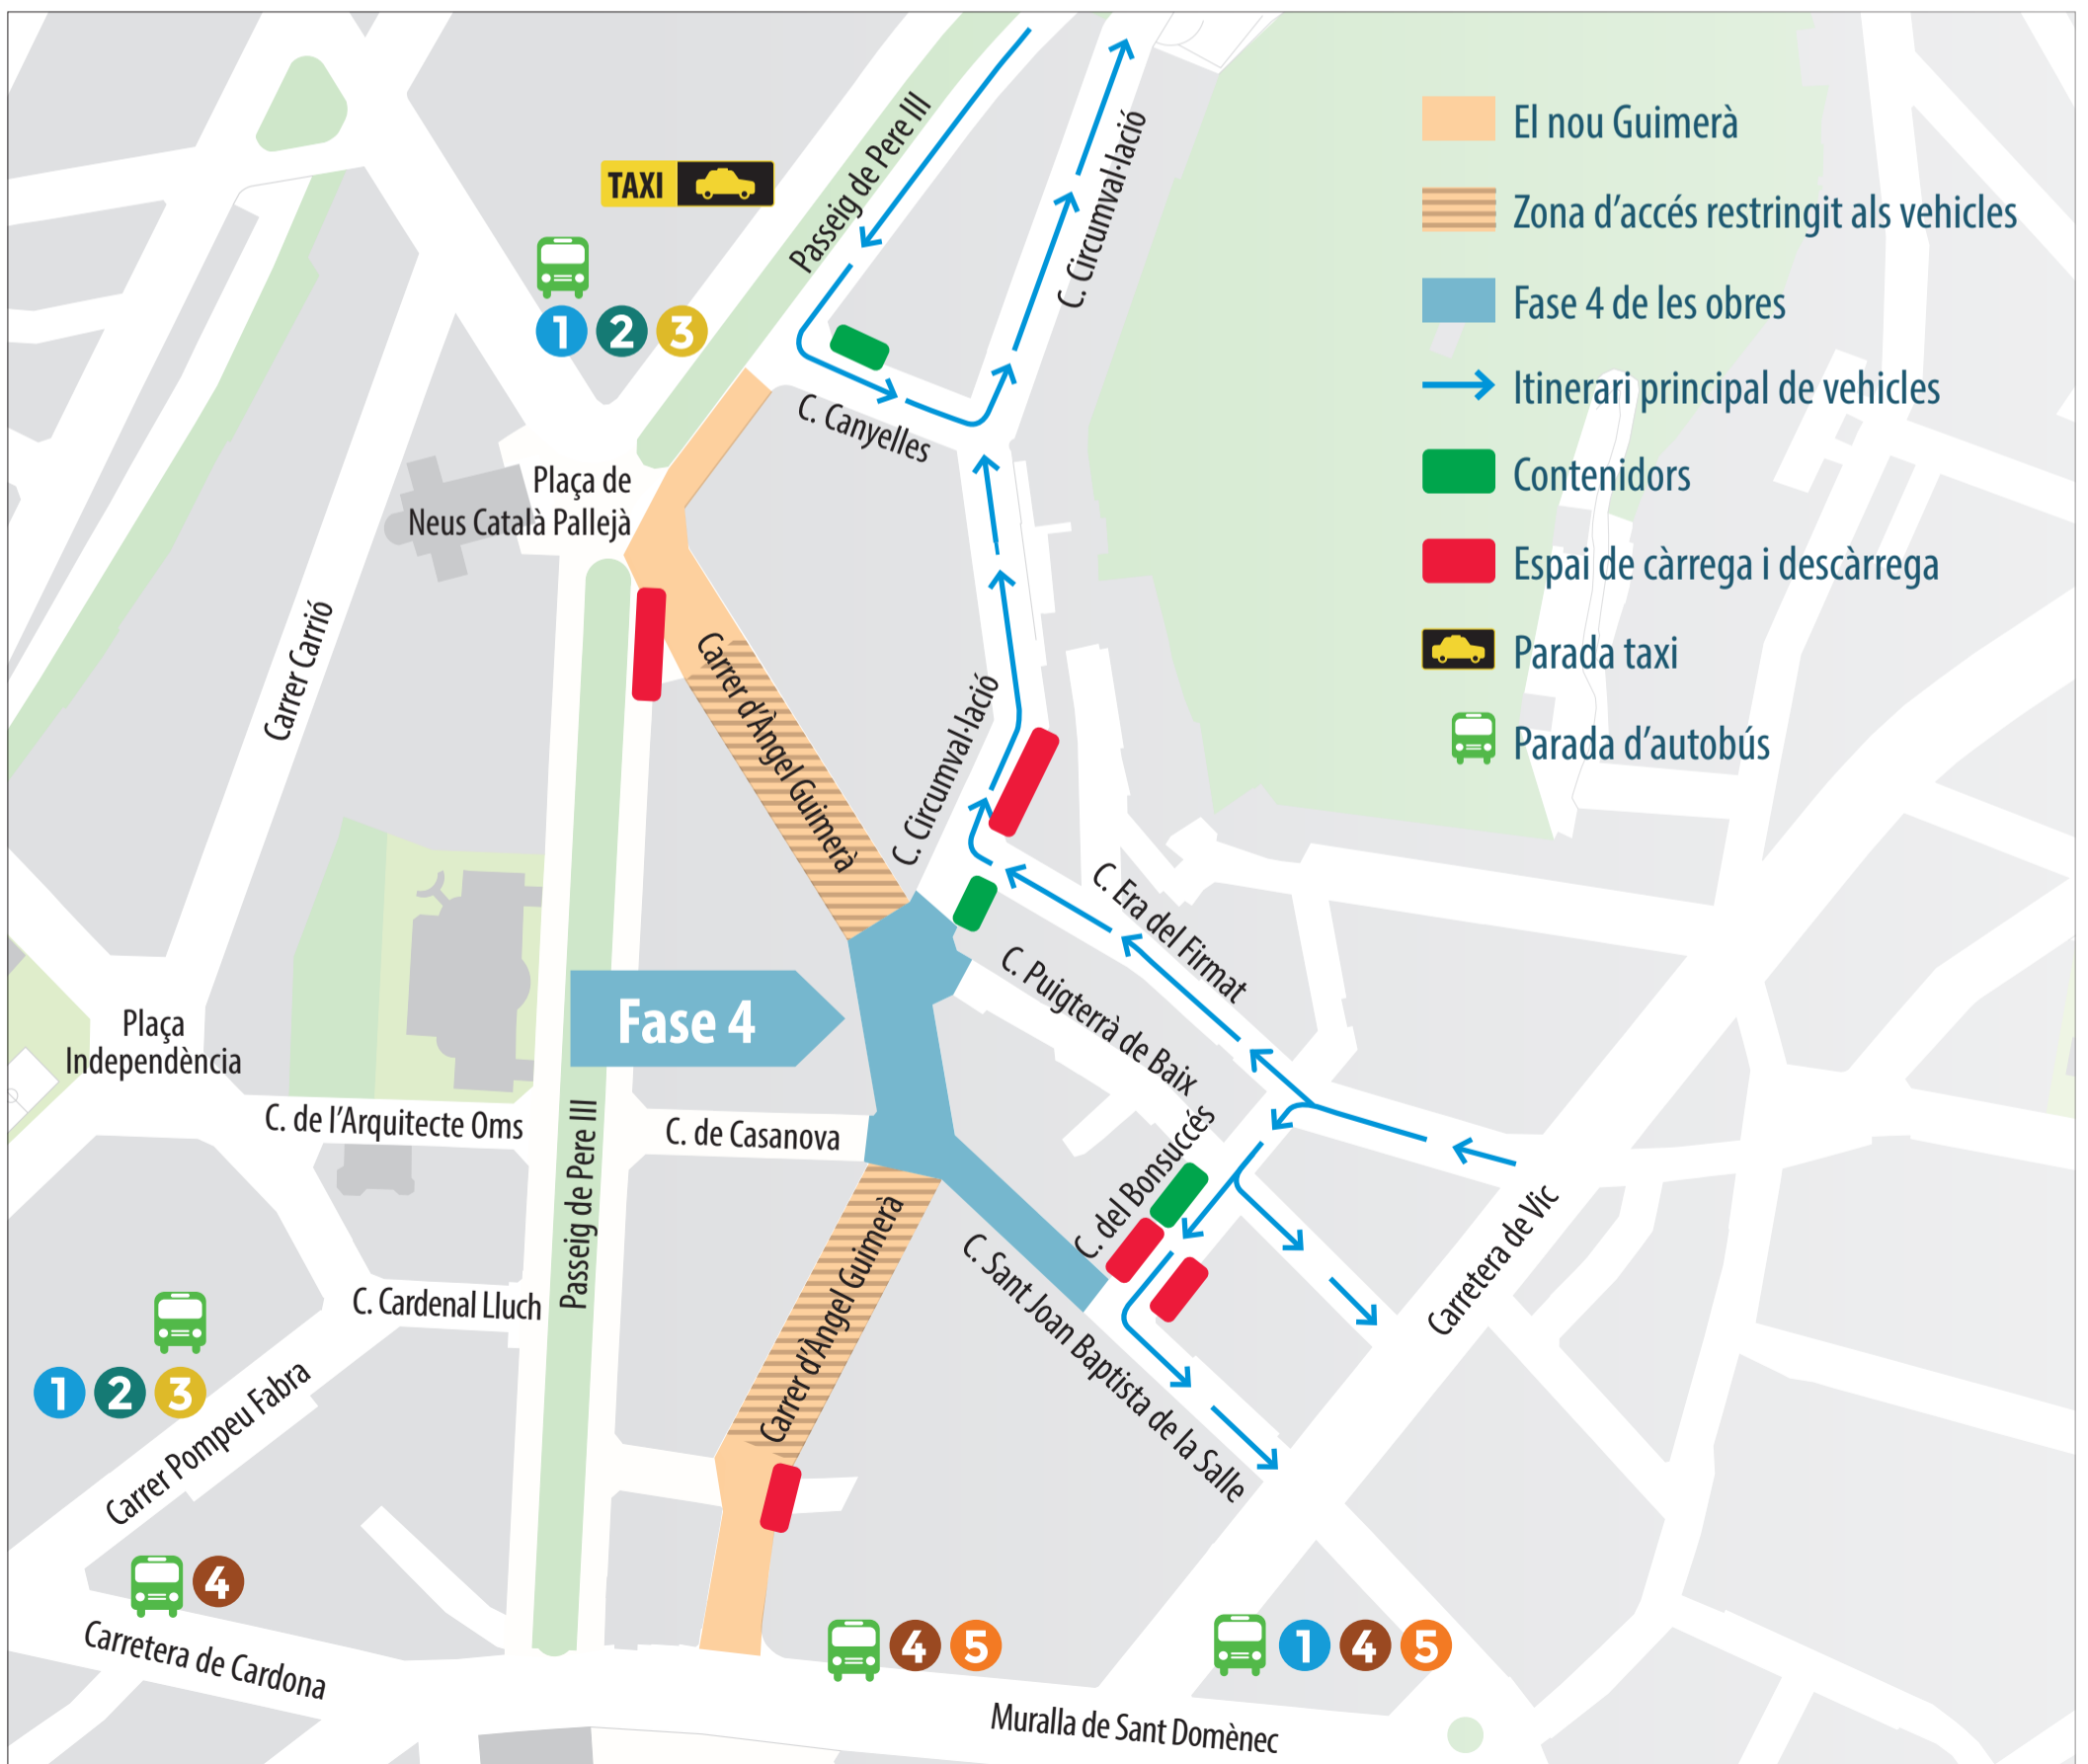 El nou Guimerà
Zona d'accés restringit als vehicles
Fase 4 de les obres
Itinerari principal de vehicles
Contenidors
Espai de càrrega i descàrrega
Parada taxi
Parada d'autobús
TAXI
1 2 3
Passeig de Pere III
C. Circumval·lació
C. Canyelles
Plaça de
Neus Català Pallejà
Carrer Carrió
Carrer d'Àngel Guimerà
C. Circumval·lació
C. Era del Firmat
C. Puigterrà de Baix
Fase 4
Plaça
Independència
C. de l'Arquitecte Oms
C. de Casanova
Passeig de Pere III
C. del Bonsuccés
Carretera de Vic
C. Cardenal Lluch
Carrer d'Àngel Guimerà
C. Sant Joan Baptista de la Salle
1 2 3
Carrer Pompeu Fabra
4
Carretera de Cardona
4 5
1 4 5
Muralla de Sant Domènec